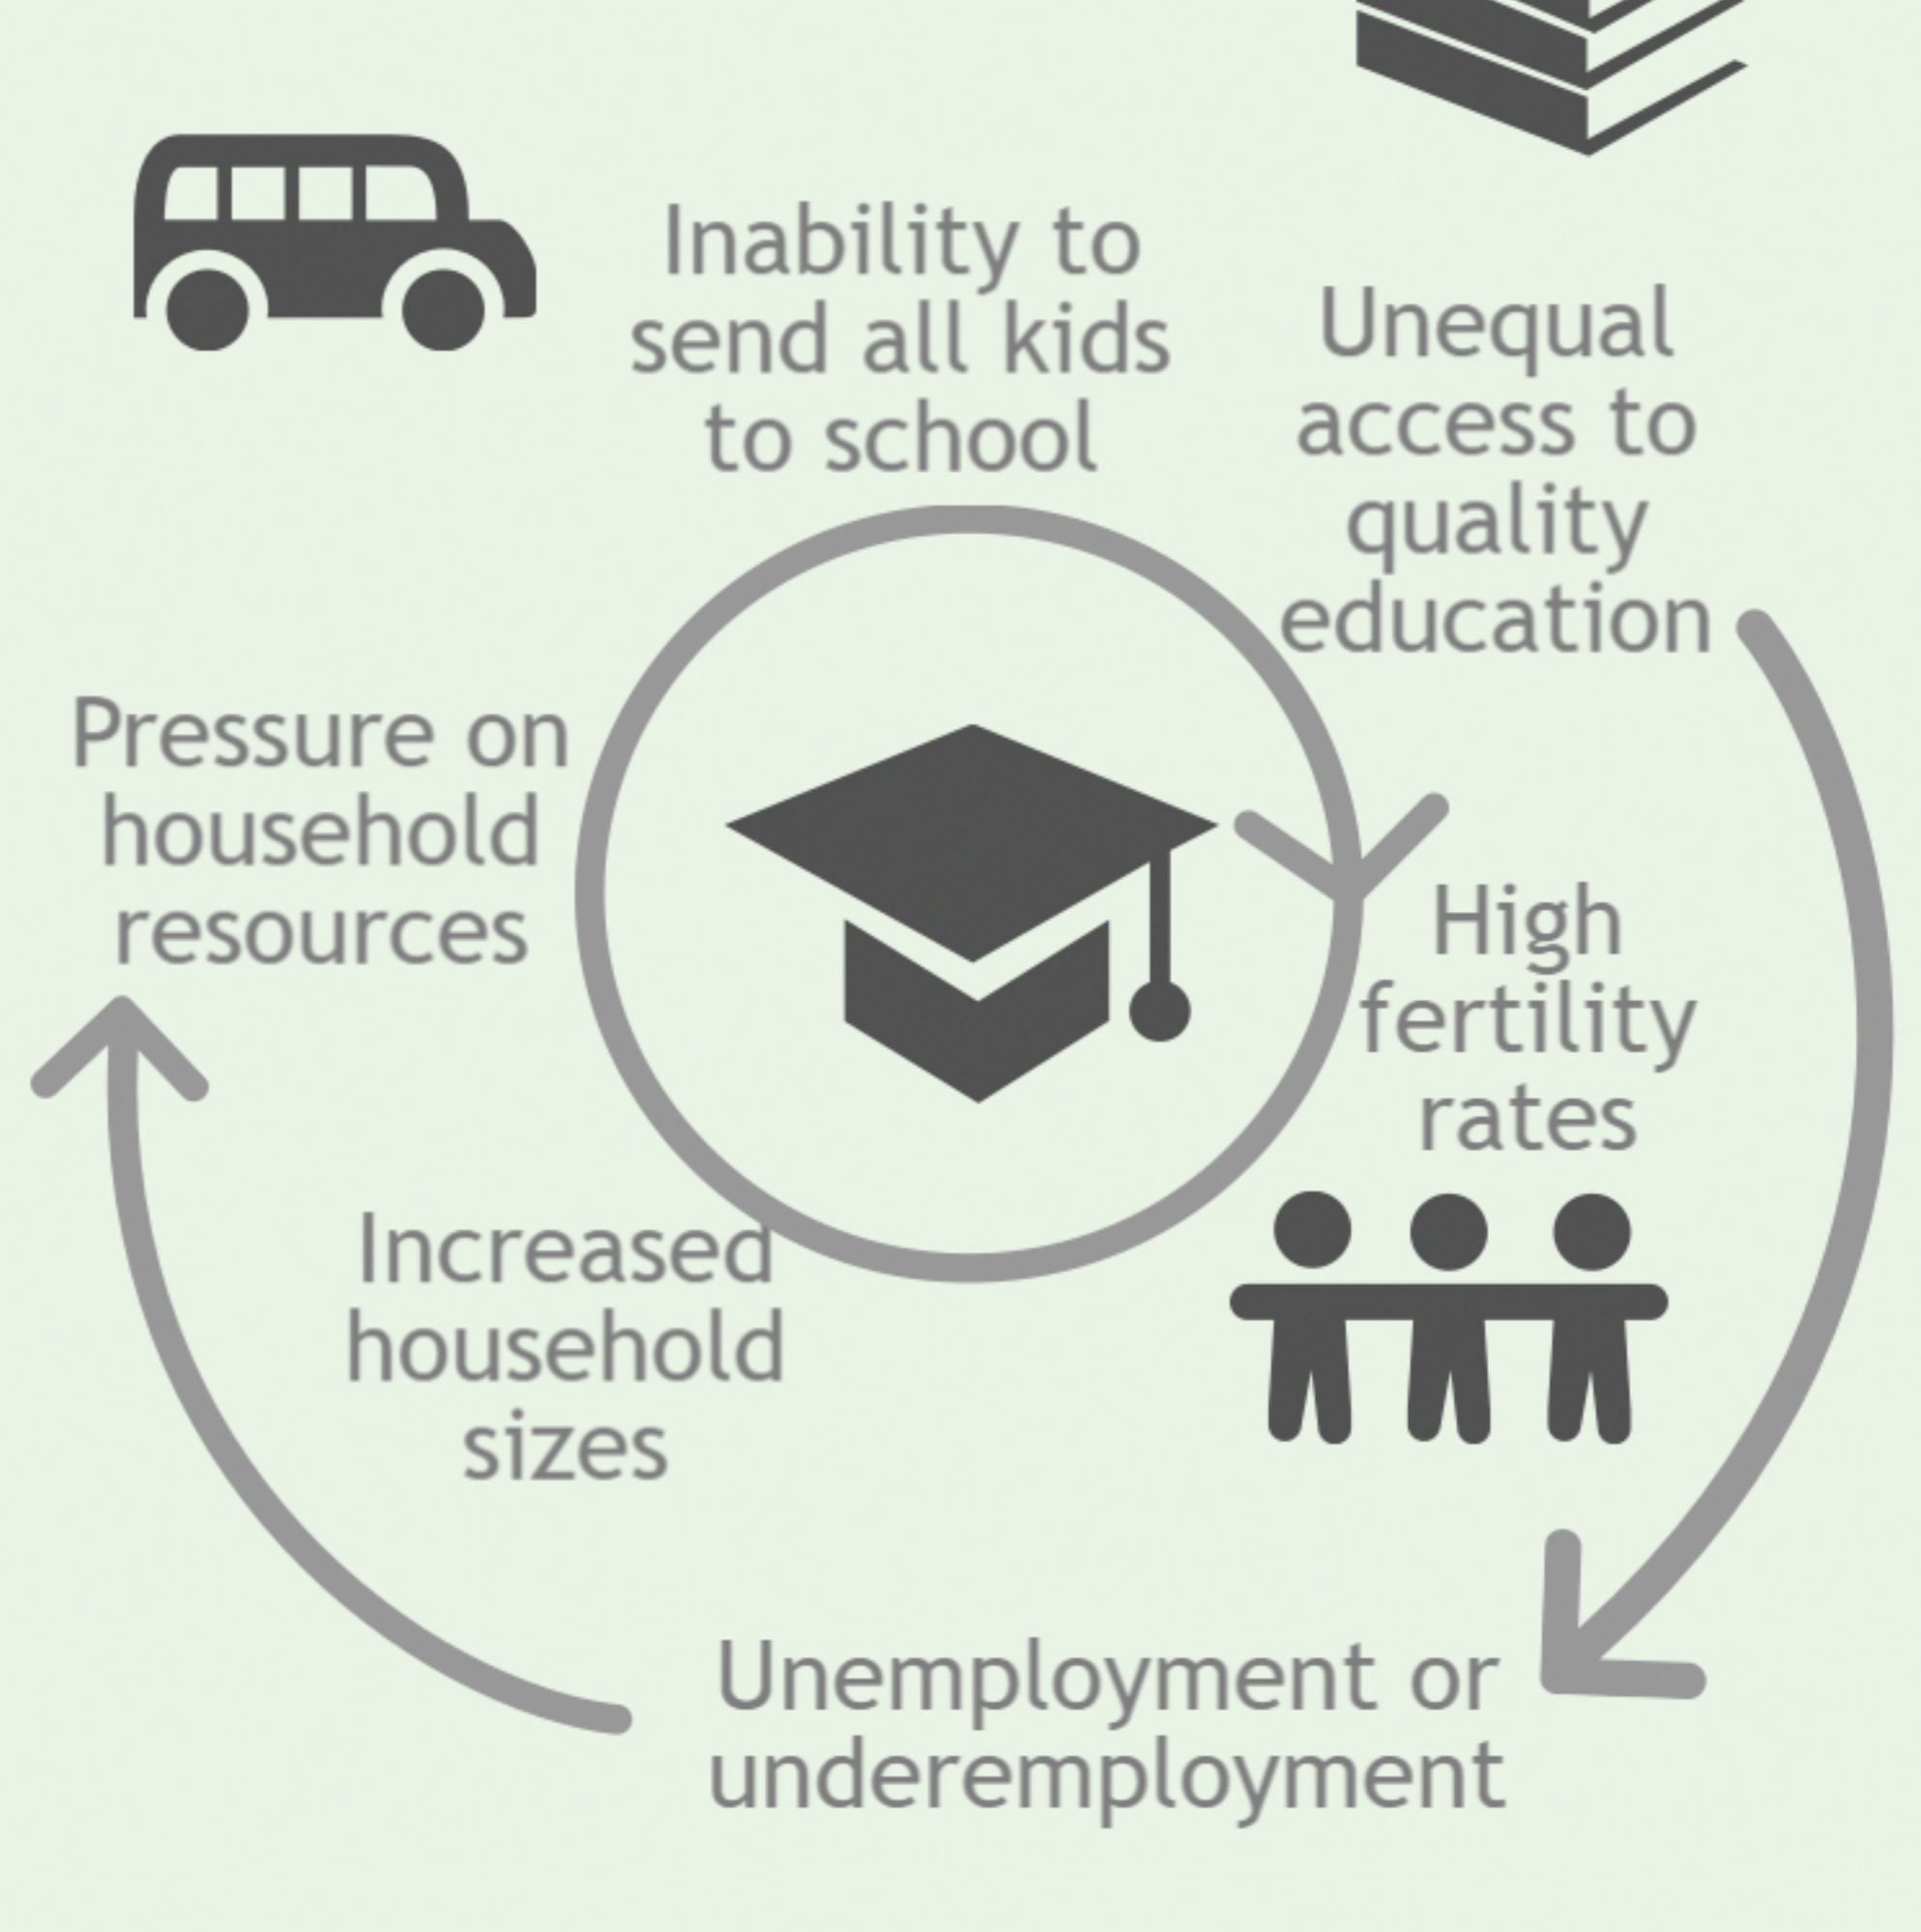 Inability to
send all kids
to school
Unequal
access to
quality
education
Pressure on
household
resources
High
fertility
rates
Increased
household
sizes
Unemployment or
underemployment